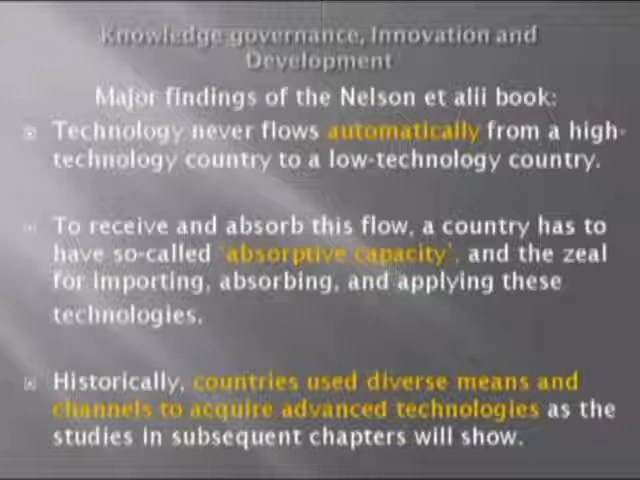 Knowledge governance, Innovation and
Development
Major findings of the Nelson et alii book:
Technology never flows automatically from a high-
technology country to a low-technology country.
To receive and absorb this flow, a country has to
have so-called 'absorptive capacity', and the zeal
for importing, absorbing, and applying these
technologies.
Historically, countries used diverse means and
channels to acquire advanced technologies as the
studies in subsequent chapters will show.